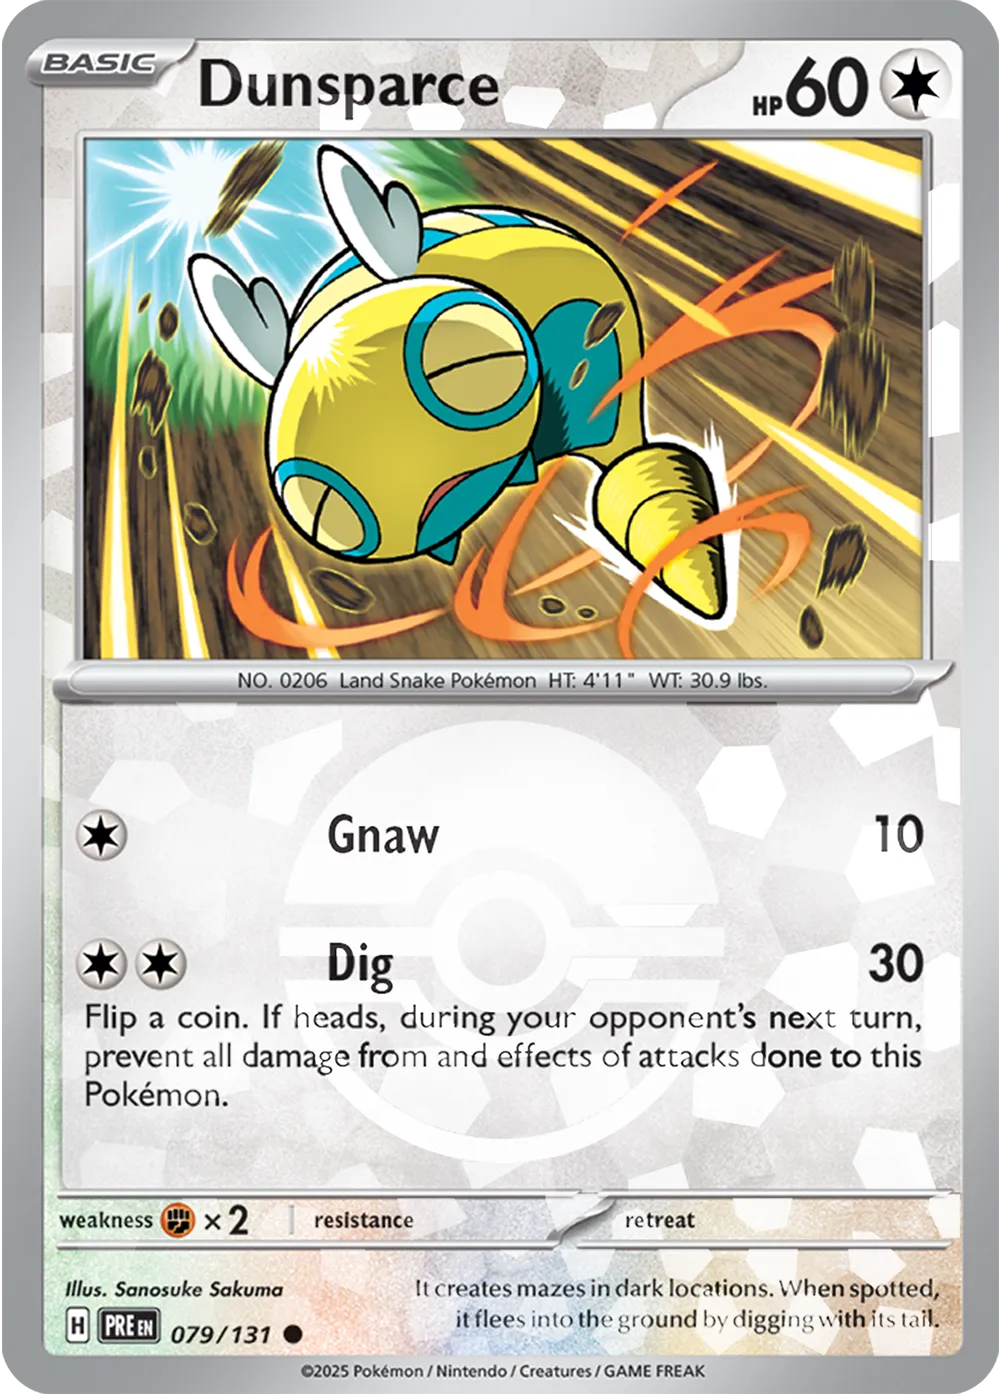 BASIC
Dunsparce
HP 60
NO. 0206 Land Snake Pokémon HT: 4'11" WT: 30.9 lbs.
Gnaw 10
Dig 30
Flip a coin. If heads, during your opponent's next turn,
prevent all damage from and effects of attacks done to this
Pokémon.
weakness ×2 resistance retreat
Illus. Sanosuke Sakuma
It creates mazes in dark locations. When spotted,
it flees into the ground by digging with its tail.
H PRE EN 079/131
©2025 Pokémon / Nintendo / Creatures / GAME FREAK